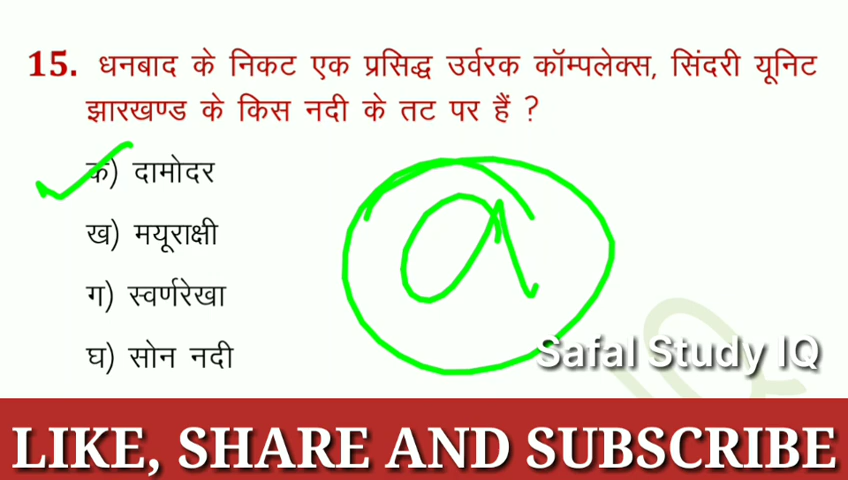 15. धनबाद के निकट एक प्रसिद्ध उर्वरक कॉम्पलेक्स, सिंदरी यूनिट
झारखण्ड के किस नदी के तट पर हैं ?
क) दामोदर
ख) मयूराक्षी
a
ग) स्वर्णरेखा
घ) सोन नदी
Safal Study IQ
LIKE, SHARE AND SUBSCRIBE